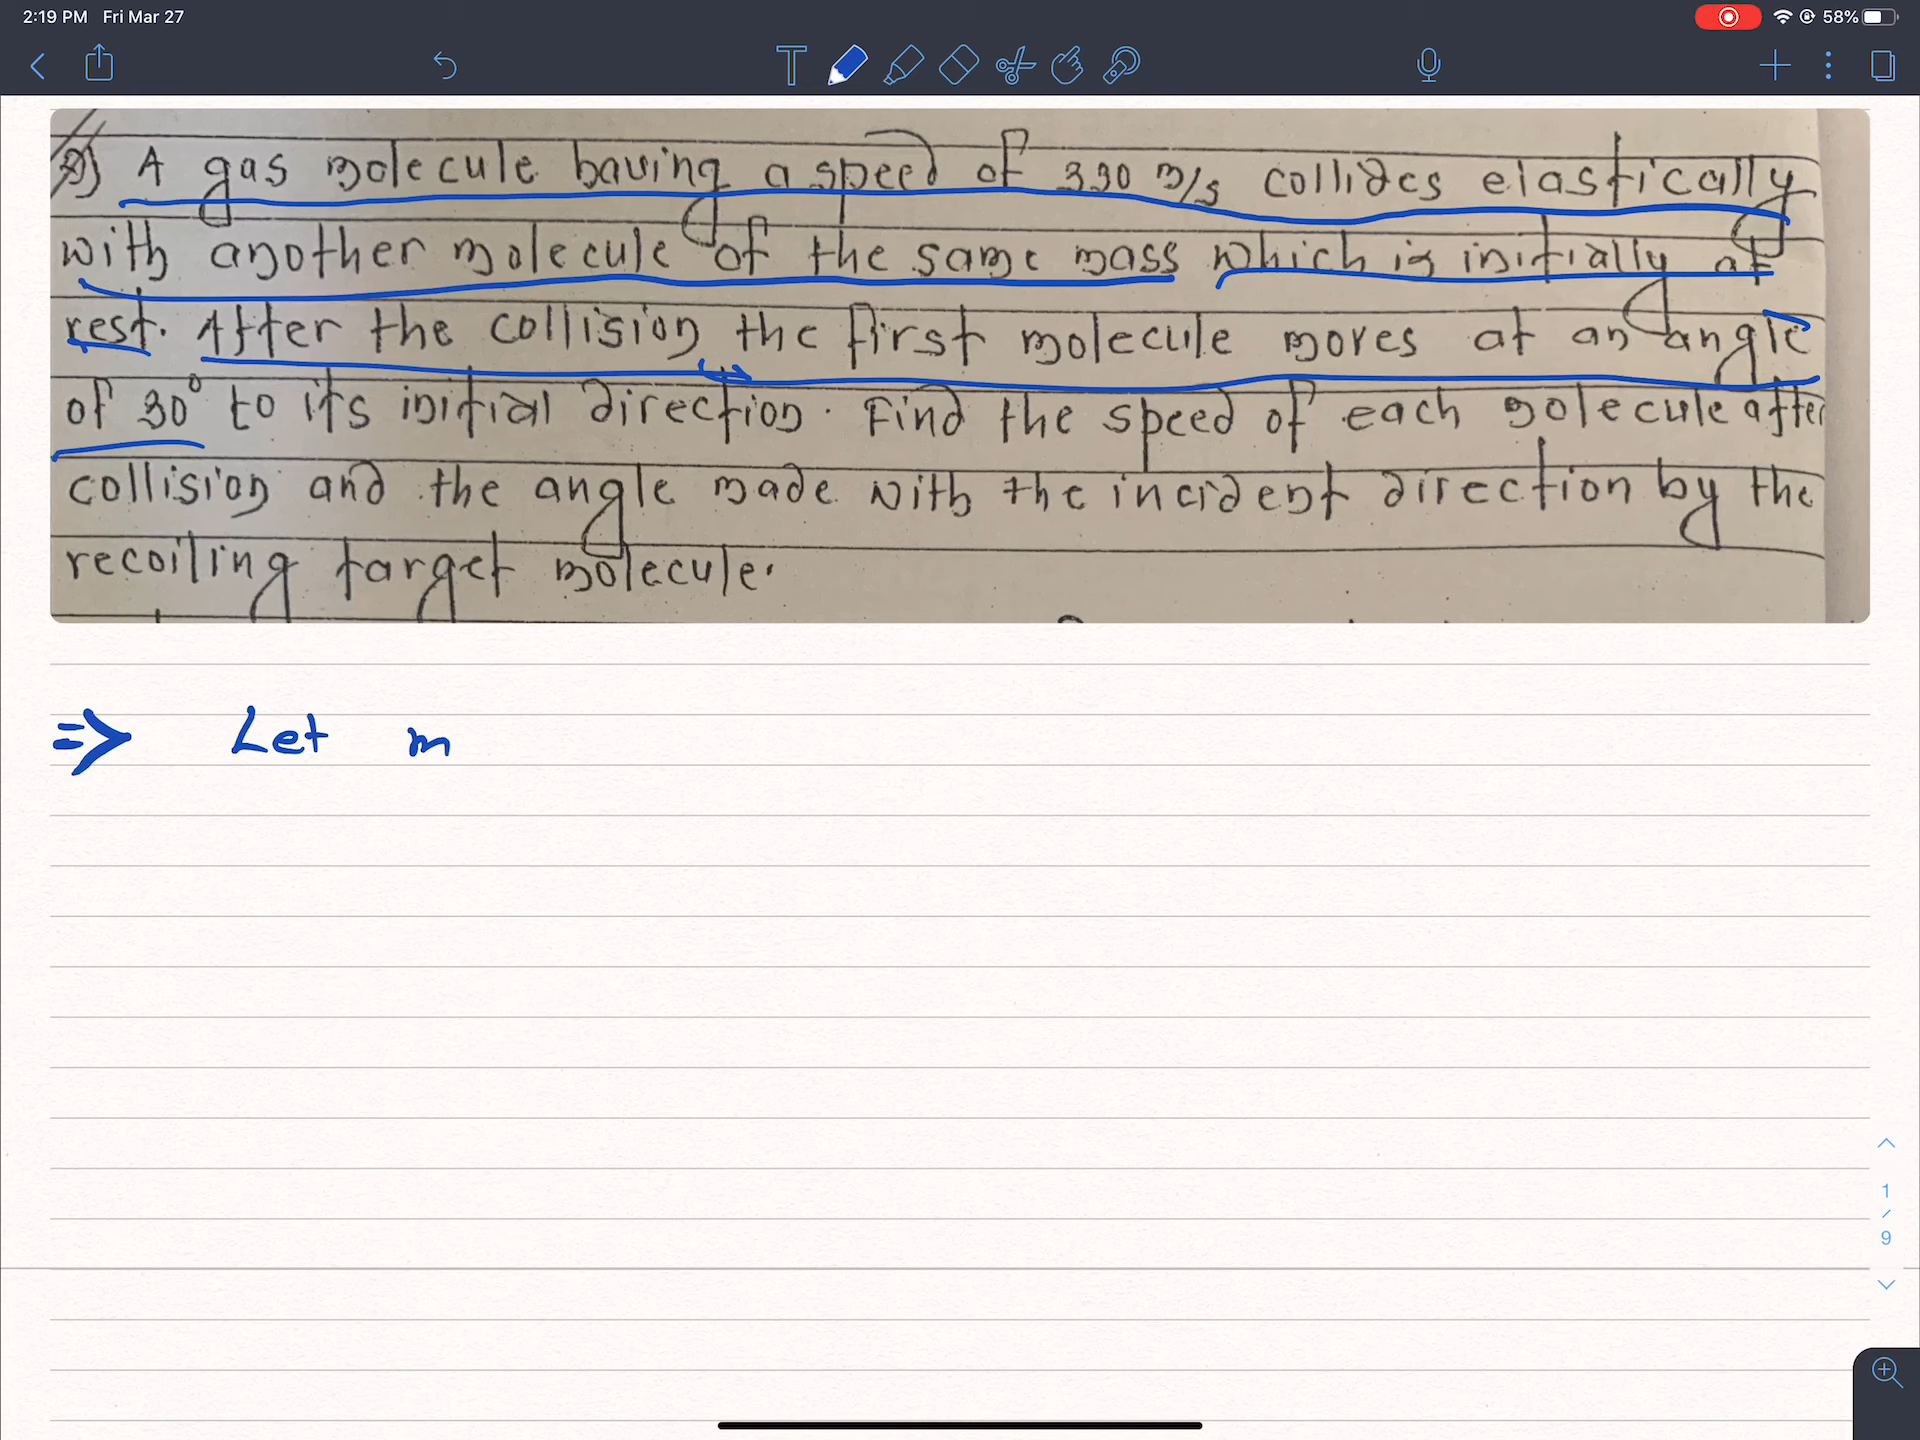 2:19 PM Fri Mar 27
58%
A gas molecule having a speed of 330 m/s collides elastically
with another molecule of the same mass which is initially at
rest. After the collision the first molecule moves at an angle
of 30° to its initial direction. Find the speed of each molecule after
collision and the angle made with the incident direction by the
recoiling target molecule.
⇒ Let m
1
/
9